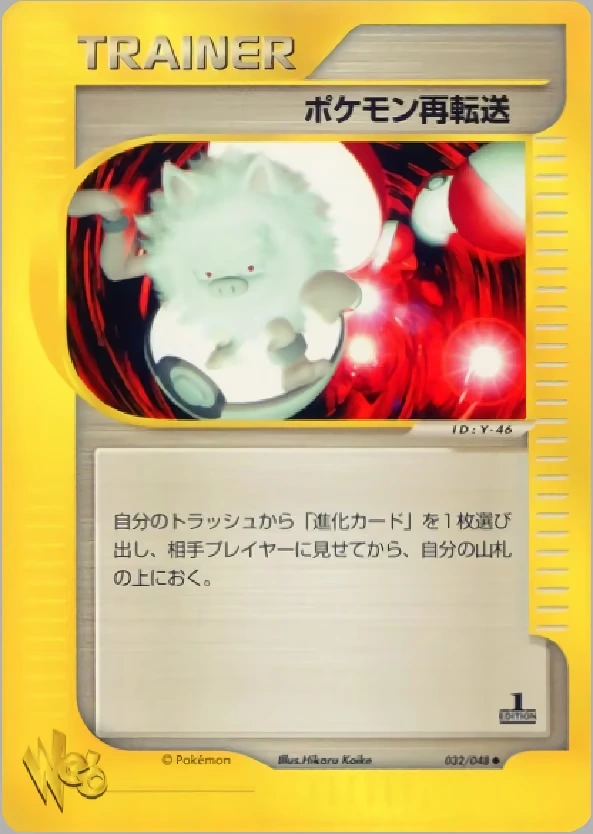 TRAINER
ポケモン再転送
ID:Y-46
自分のトラッシュから「進化カード」を1枚選び
出し、相手プレイヤーに見せてから、自分の山札
の上におく。
1
EDITION
Web
© Pokémon
Illus.Hikaru Koike
032/048 ●